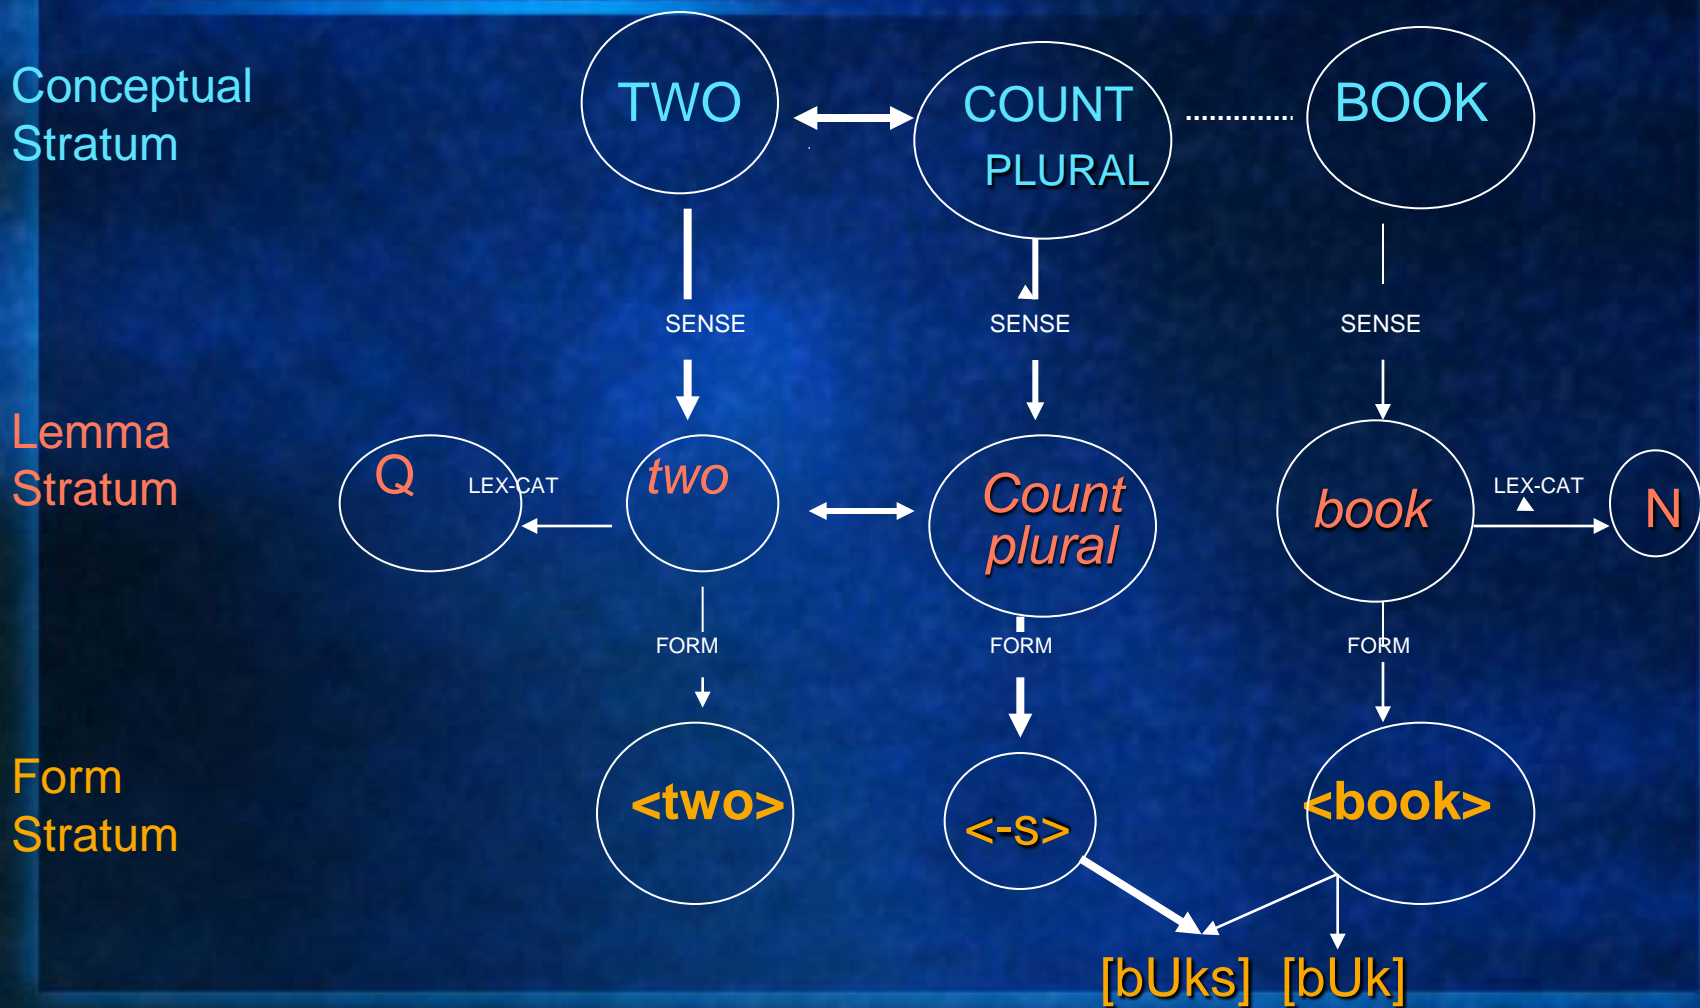 Conceptual
Stratum
TWO
COUNT
PLURAL
BOOK
SENSE
SENSE
SENSE
Lemma
Stratum
Q
LEX-CAT
two
Count
plural
book
LEX-CAT
N
FORM
FORM
FORM
Form
Stratum
<two>
<-s>
<book>
[bUks] [bUk]